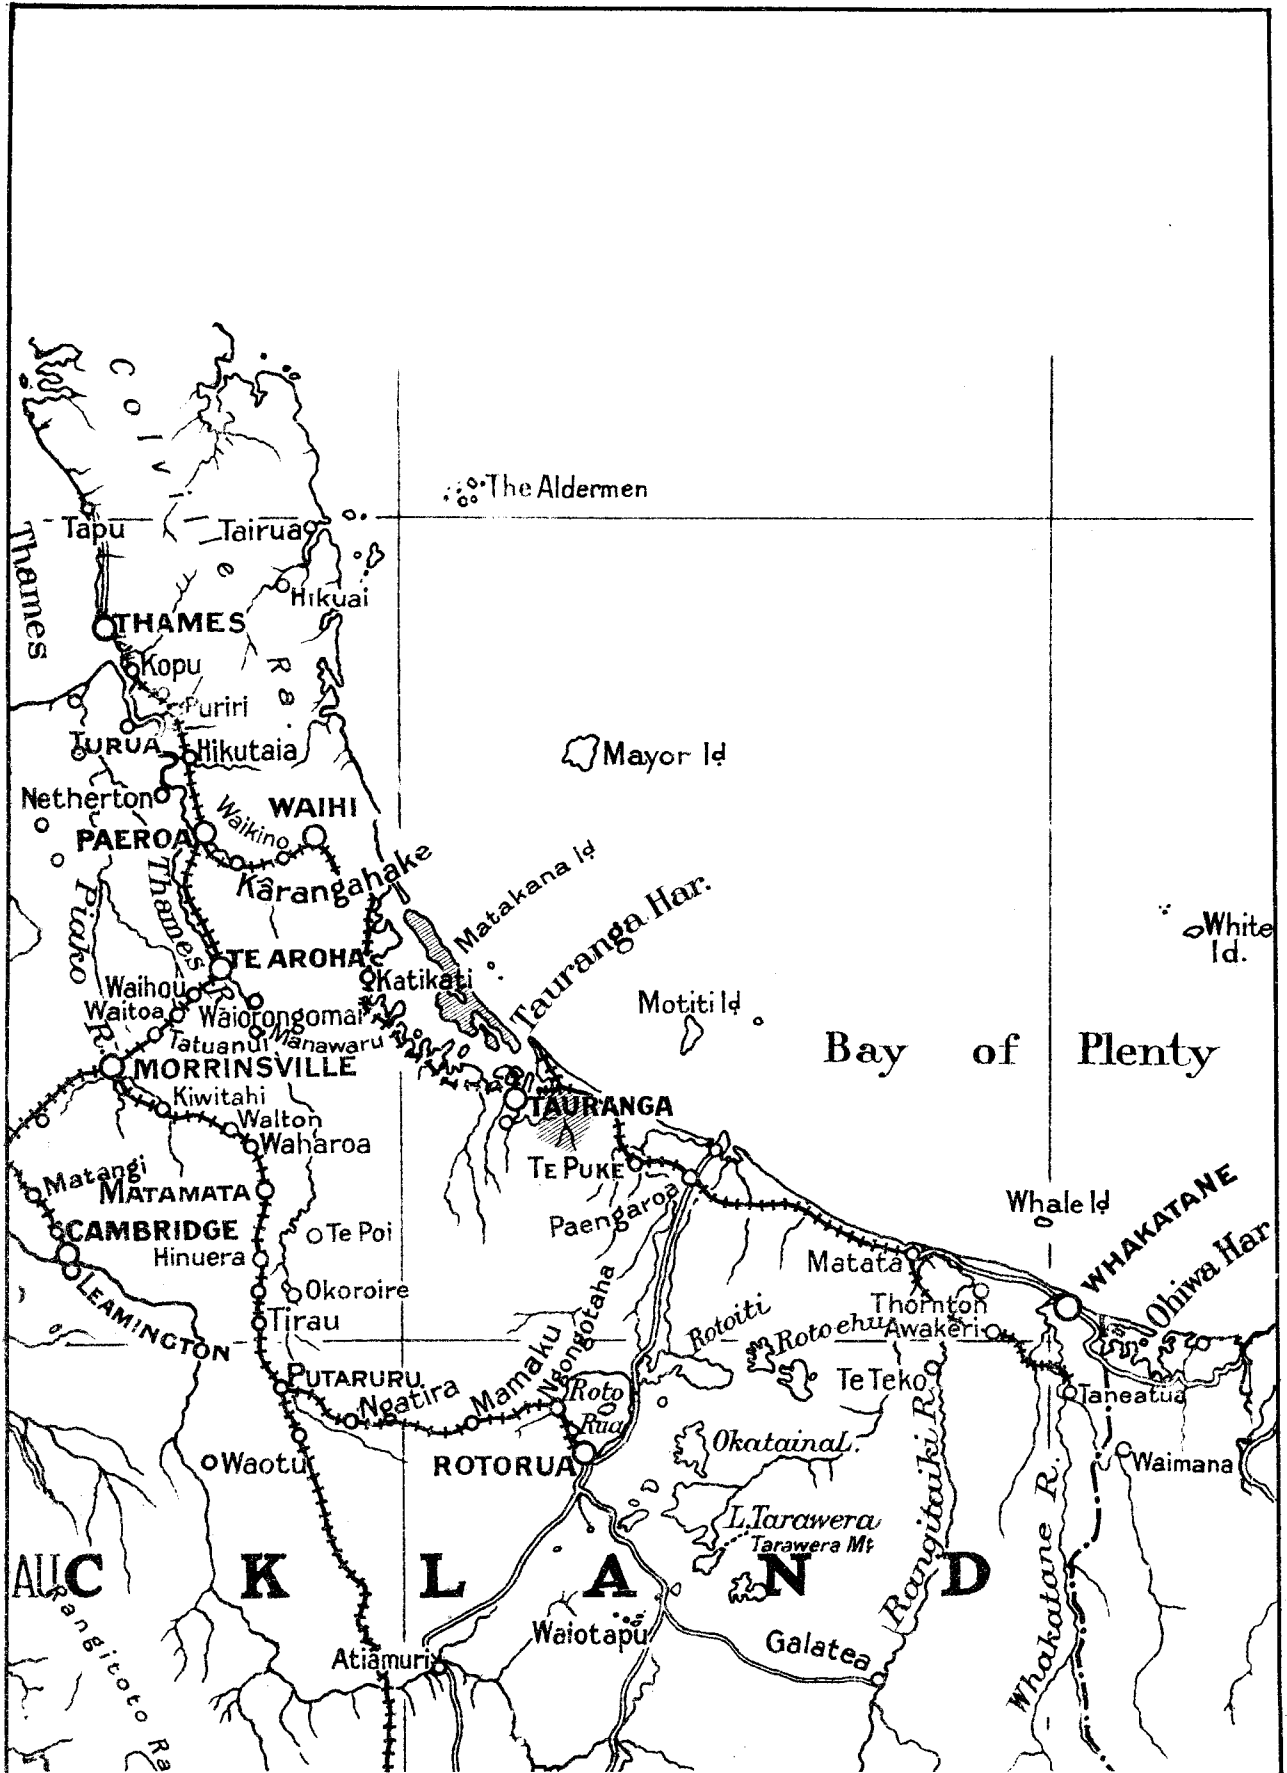 Colville
Ra.
The Aldermen
Tapu
Tairua
Thames
Hikuai
THAMES
Kopu
Puriri
TURUA
Hikutaia
Mayor Id
Netherton
WAIHI
Waikino
PAEROA
Karangahake
Matakana Id
Tauranga Har.
Thames
R.
Piako
R.
White
Id.
TE AROHA
Katikati
Waihou
Waitoa
Waiorongomai
Motiti Id
Tatuanui
Manawaru
Bay of Plenty
MORRINSVILLE
Kiwitahi
TAURANGA
Walton
Waharoa
TE PUKE
Matangi
MATAMATA
Paengaroa
Whale Id
WHAKATANE
CAMBRIDGE
Te Poi
Hinuera
Matata
Ohiwa Har
LEAMINGTON
Okoroire
Thornton
Tirau
Rotoiti
Roto ehu
Awakeri
PUTARURU
Ngatira
Mamaku
Ngongotaha
Roto
Rua
Te Teko
Taneatua
Waotu
ROTORUA
Okataina L.
Waimana
L. Tarawera
Tarawera Mt
AUCKLAND
Rangitaiki R.
Whakatane R.
Rangitoto Ra
Waiotapu
Galatea
Atiamuri